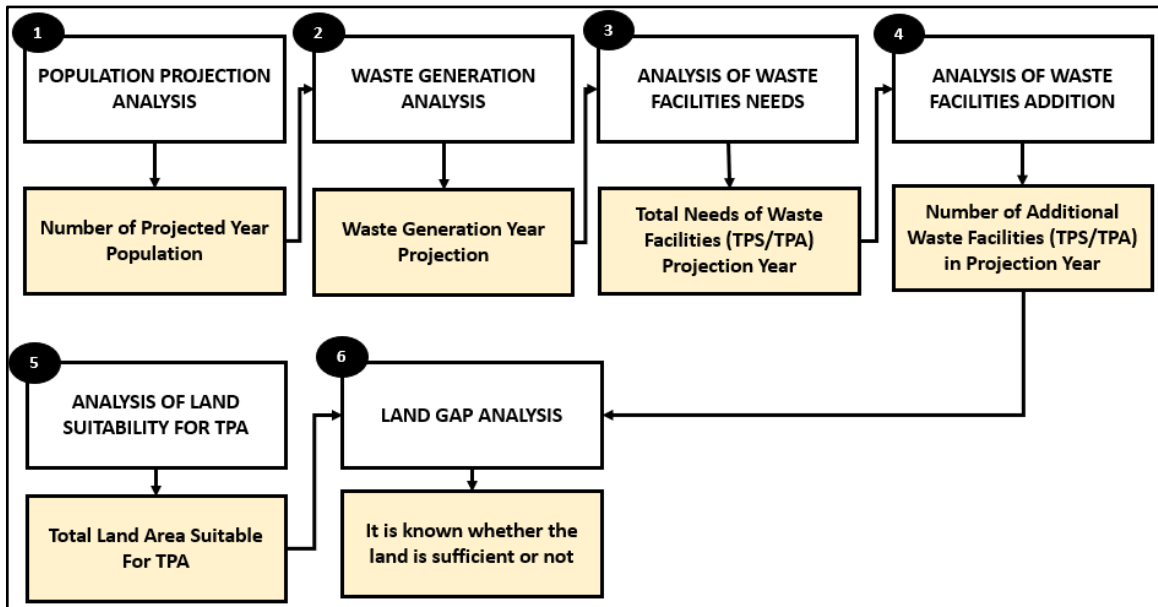 1
POPULATION PROJECTION
ANALYSIS
2
WASTE GENERATION
ANALYSIS
3
ANALYSIS OF WASTE
FACILITIES NEEDS
4
ANALYSIS OF WASTE
FACILITIES ADDITION
Number of Projected Year
Population
Waste Generation Year
Projection
Total Needs of Waste
Facilities (TPS/TPA)
Projection Year
Number of Additional
Waste Facilities (TPS/TPA)
in Projection Year
5
ANALYSIS OF LAND
SUITABILITY FOR TPA
6
LAND GAP ANALYSIS
Total Land Area Suitable
For TPA
It is known whether the
land is sufficient or not